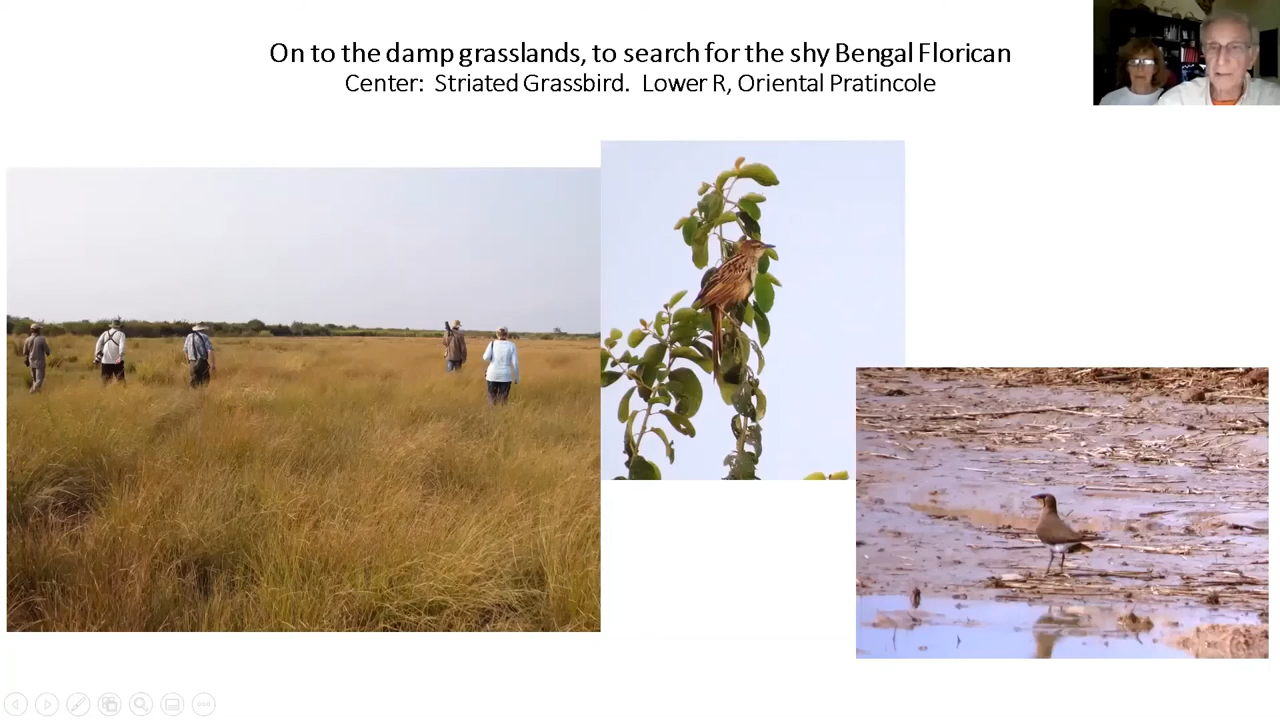 On to the damp grasslands, to search for the shy Bengal Florican
Center:  Striated Grassbird.  Lower R, Oriental Pratincole